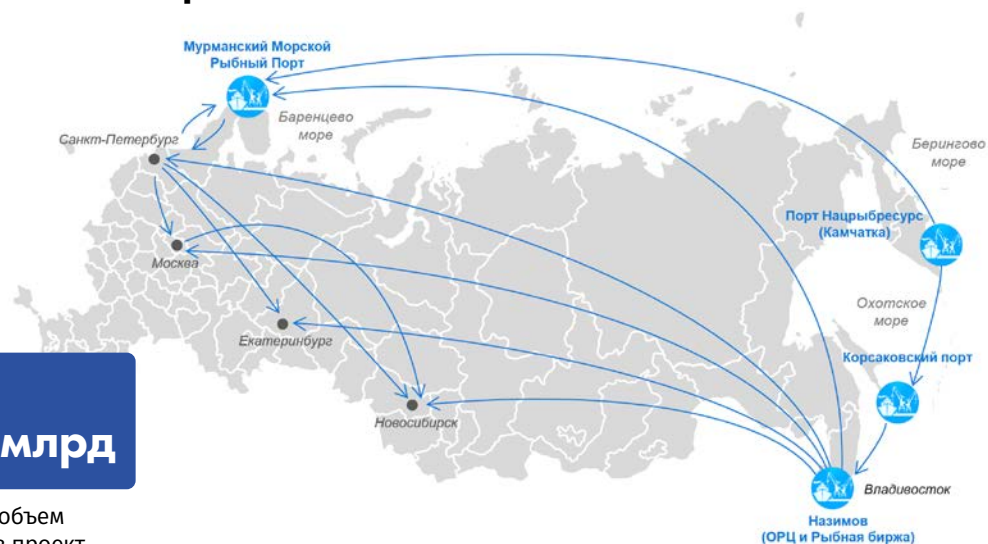 Мурманский Морской
Рыбный Порт
Баренцево
море
Санкт-Петербург
Берингово
море
Порт Нацрыбресурс
(Камчатка)
Москва
Охотское
море
Екатеринбург
Корсаковский порт
Новосибирск
млрд
Владивосток
объем
проект
Назимов
(ОРЦ и Рыбная биржа)